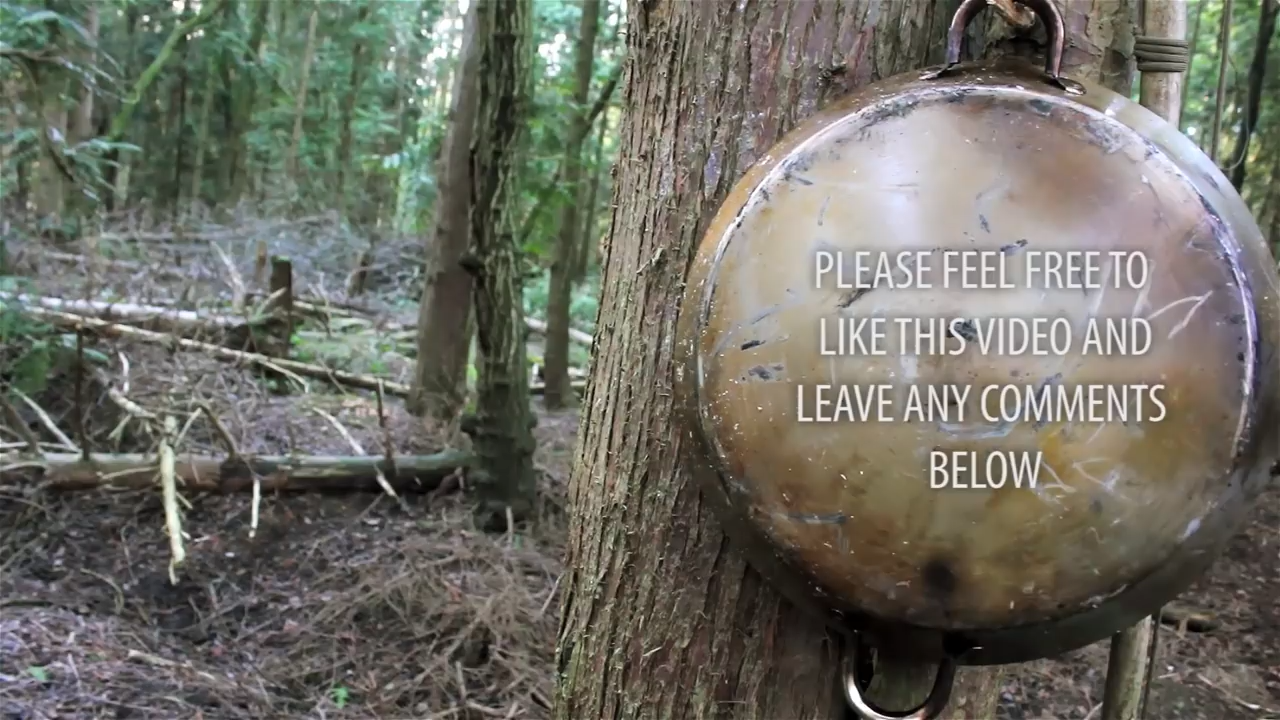 PLEASE FEEL FREE TO
LIKE THIS VIDEO AND
LEAVE ANY COMMENTS
BELOW